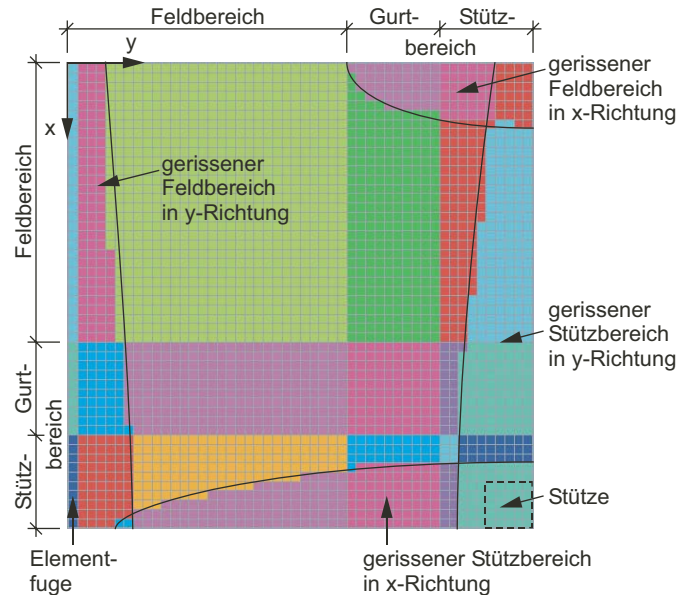 Feldbereich
Gurt-
Stütz-
bereich
y
x
gerissener
Feldbereich
in x-Richtung
gerissener
Feldbereich
in y-Richtung
Feldbereich
gerissener
Stützbereich
in y-Richtung
Gurt-
bereich
Stütz-
Stütze
Element-
fuge
gerissener Stützbereich
in x-Richtung